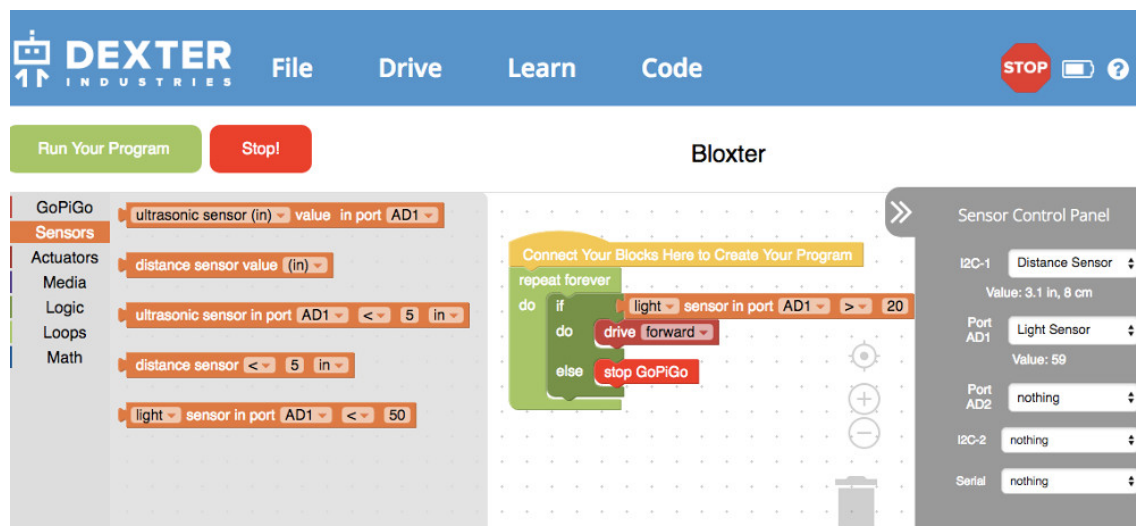 DEXTER
INDUSTRIES
File Drive Learn Code
STOP
?
Run Your Program Stop!
Bloxter
GoPiGo
Sensors
Actuators
Media
Logic
Loops
Math
ultrasonic sensor (in) value in port AD1
distance sensor value (in)
ultrasonic sensor in port AD1 < 5 in
distance sensor < 5 in
light sensor in port AD1 < 50
Connect Your Blocks Here to Create Your Program
repeat forever
do if light sensor in port AD1 > 20
do drive forward
else stop GoPiGo
Sensor Control Panel
I2C-1 Distance Sensor
Value: 3.1 in, 8 cm
Port
AD1 Light Sensor
Value: 59
Port
AD2 nothing
I2C-2 nothing
Serial nothing